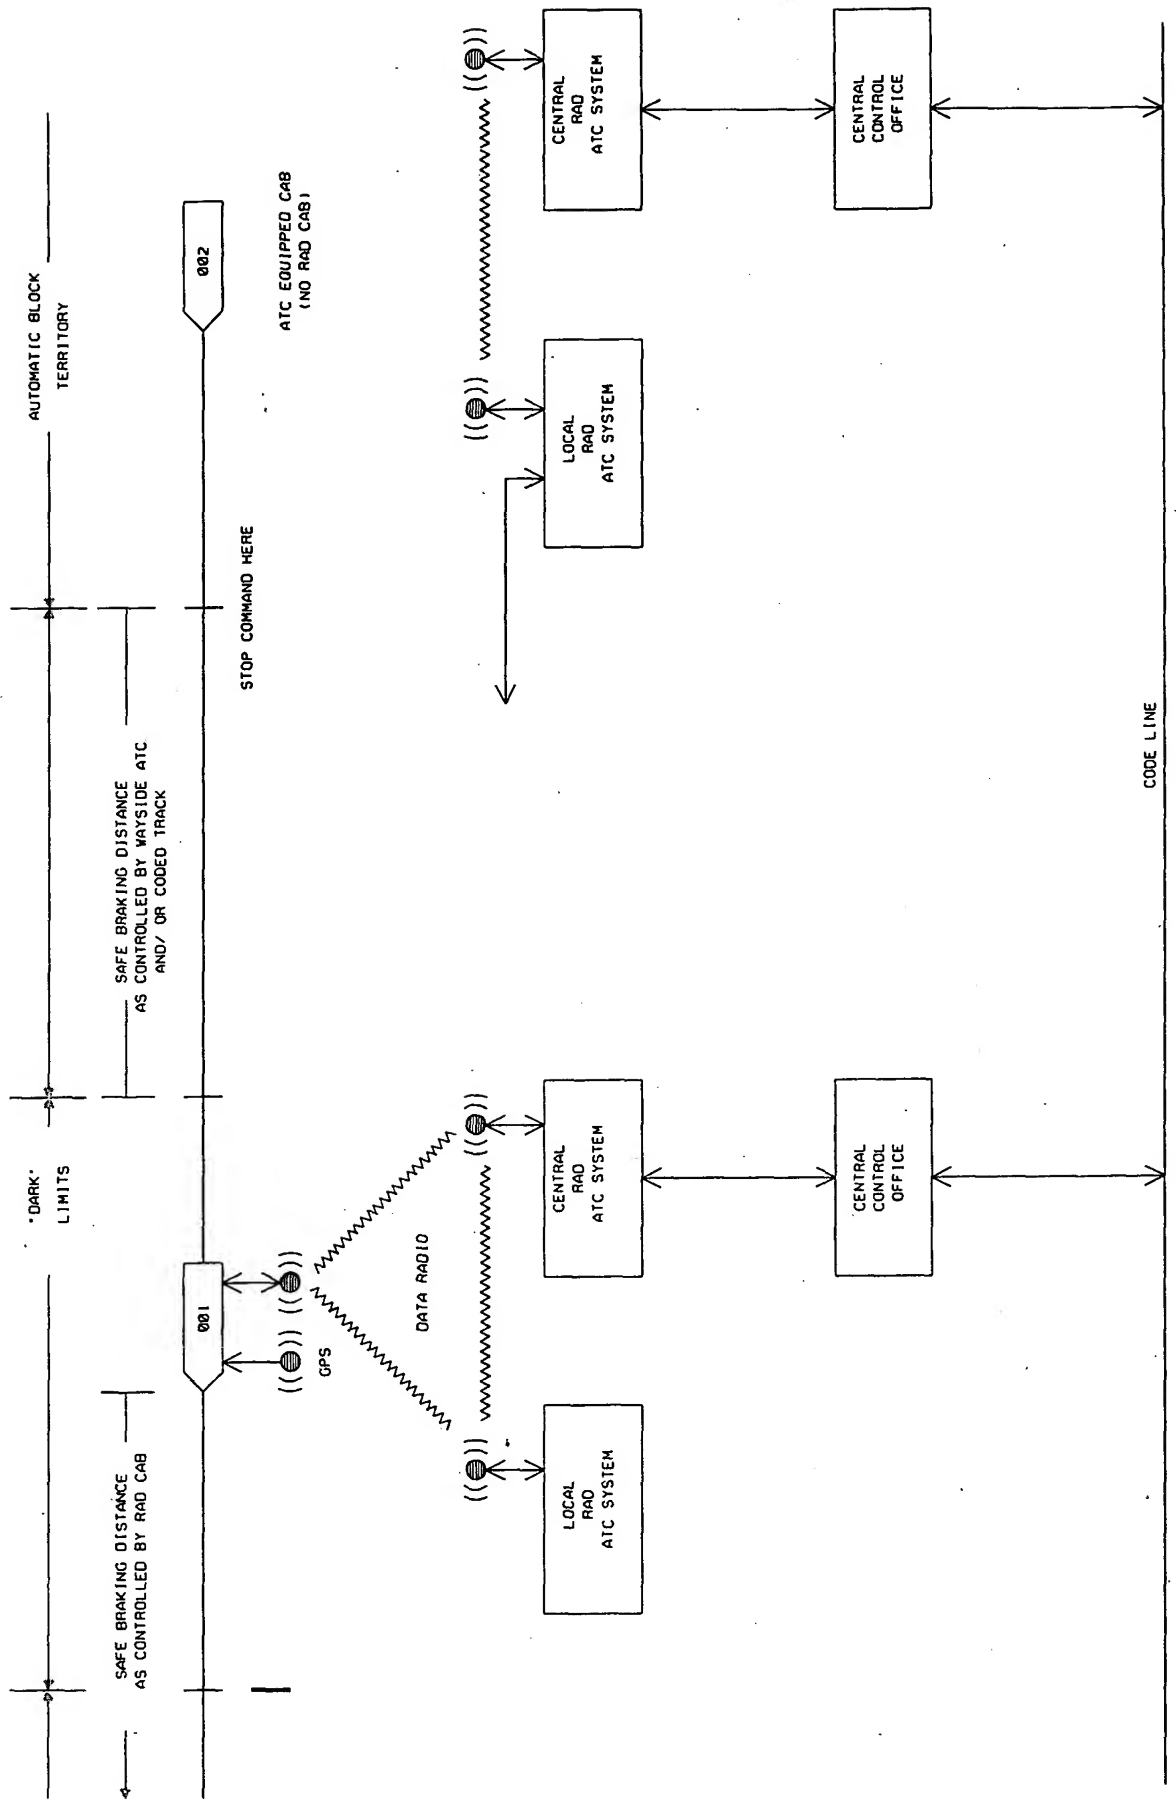 "DARK"
LIMITS
AUTOMATIC BLOCK
TERRITORY
SAFE BRAKING DISTANCE
AS CONTROLLED BY RAD CAB
SAFE BRAKING DISTANCE
AS CONTROLLED BY WAYSIDE ATC
AND/ OR CODED TRACK
001
002
STOP COMMAND HERE
ATC EQUIPPED CAB
(NO RAD CAB)
GPS
DATA RADIO
LOCAL
RAD
ATC SYSTEM
CENTRAL
RAD
ATC SYSTEM
LOCAL
RAD
ATC SYSTEM
CENTRAL
RAD
ATC SYSTEM
CENTRAL
CONTROL
OFFICE
CENTRAL
CONTROL
OFFICE
CODE LINE